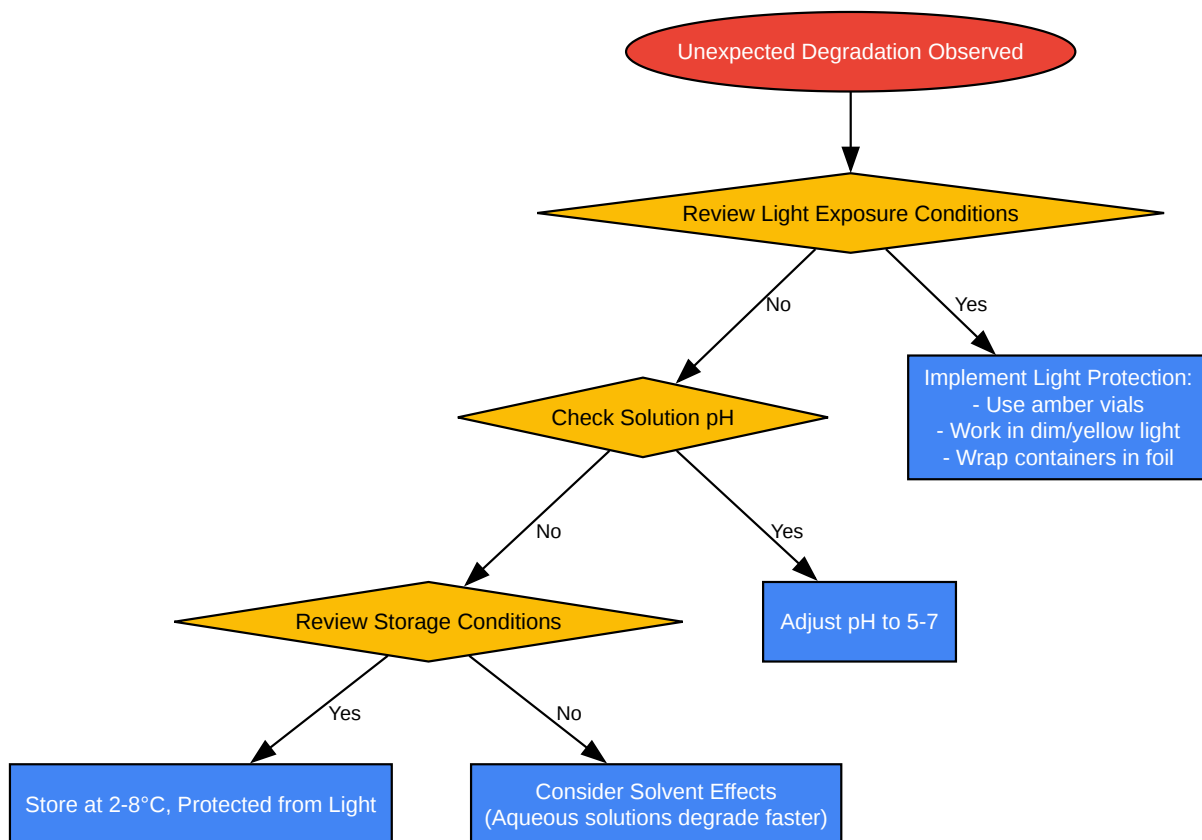 Unexpected Degradation Observed
Review Light Exposure Conditions
No
Yes
Implement Light Protection:
- Use amber vials
- Work in dim/yellow light
- Wrap containers in foil
Check Solution pH
No
Yes
Review Storage Conditions
Adjust pH to 5-7
Yes
No
Store at 2-8°C, Protected from Light
Consider Solvent Effects
(Aqueous solutions degrade faster)